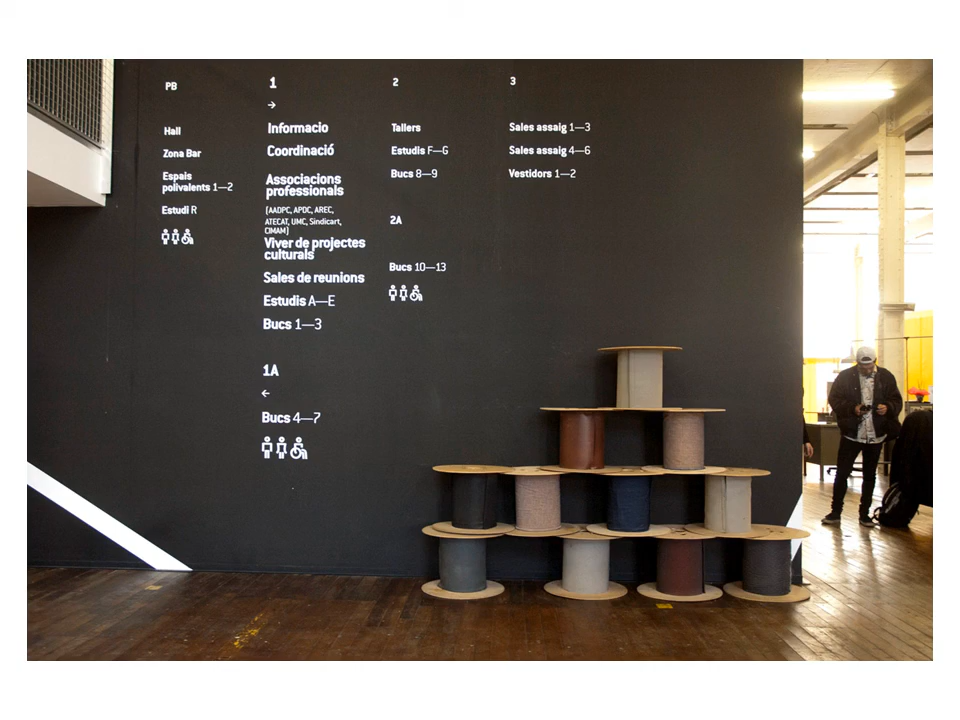 PB
Hall
Zona Bar
Espais
polivalents 1—2
Estudi R
1
→
Informacio
Coordinació
Associacions
professionals
(AADPC, APDC, AREC,
ATECAT, UMC, Sindicart,
CIMAM)
Viver de projectes
culturals
Sales de reunions
Estudis A—E
Bucs 1—3
1A
←
Bucs 4—7
2
Tallers
Estudis F—G
Bucs 8—9
2A
Bucs 10—13
3
Sales assaig 1—3
Sales assaig 4—6
Vestidors 1—2